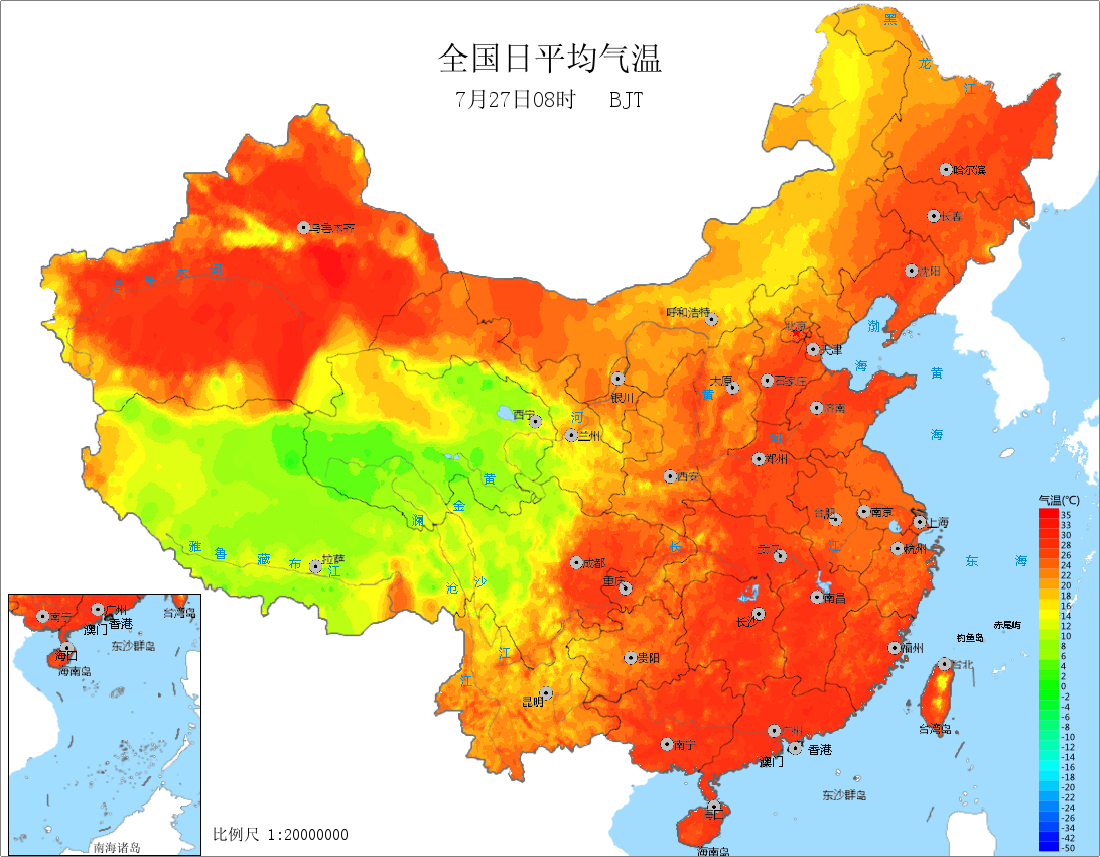 全国日平均气温
7月27日08时 BJT
黑
龙
江
哈尔滨
长春
乌鲁木齐
沈阳
呼和浩特
北京
渤
天津
海
黄
太原
石家庄
银川
黄
济南
西宁
河
兰州
海
郑州
西安
黄
气温(℃)
金
合肥
南京
35
澜
上海
33
30
雅
鲁
长
江
杭州
28
藏
布
拉萨
江
成都
东
海
26
24
22
沧
沙
重庆
20
18
南昌
16
长沙
14
12
赤尾屿
10
钓鱼岛
8
江
贵阳
福州
6
台北
4
江
2
昆明
0
-2
-4
台湾岛
-6
广州
-8
南宁
香港
-10
澳门
-12
-14
-16
-18
东沙群岛
-20
海口
-22
-24
-26
比例尺 1:20000000
-34
-42
海南岛
-50
南宁
广州
台湾岛
澳门
香港
东沙群岛
海口
海南岛
南海诸岛